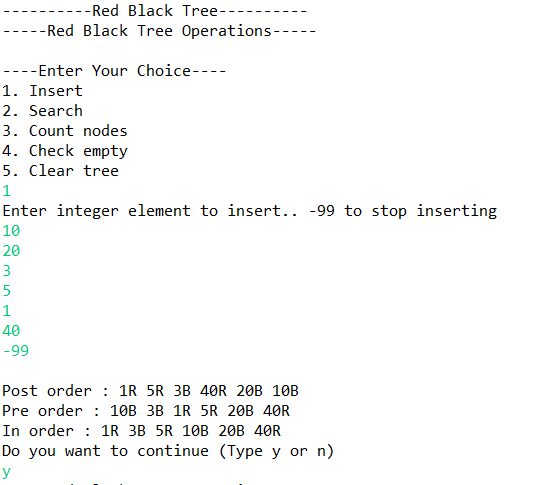 ----------Red Black Tree----------
-----Red Black Tree Operations-----
----Enter Your Choice----
1. Insert
2. Search
3. Count nodes
4. Check empty
5. Clear tree
1
Enter integer element to insert.. -99 to stop inserting
10
20
3
5
1
40
-99
Post order : 1R 5R 3B 40R 20B 10B
Pre order : 10B 3B 1R 5R 20B 40R
In order : 1R 3B 5R 10B 20B 40R
Do you want to continue (Type y or n)
y